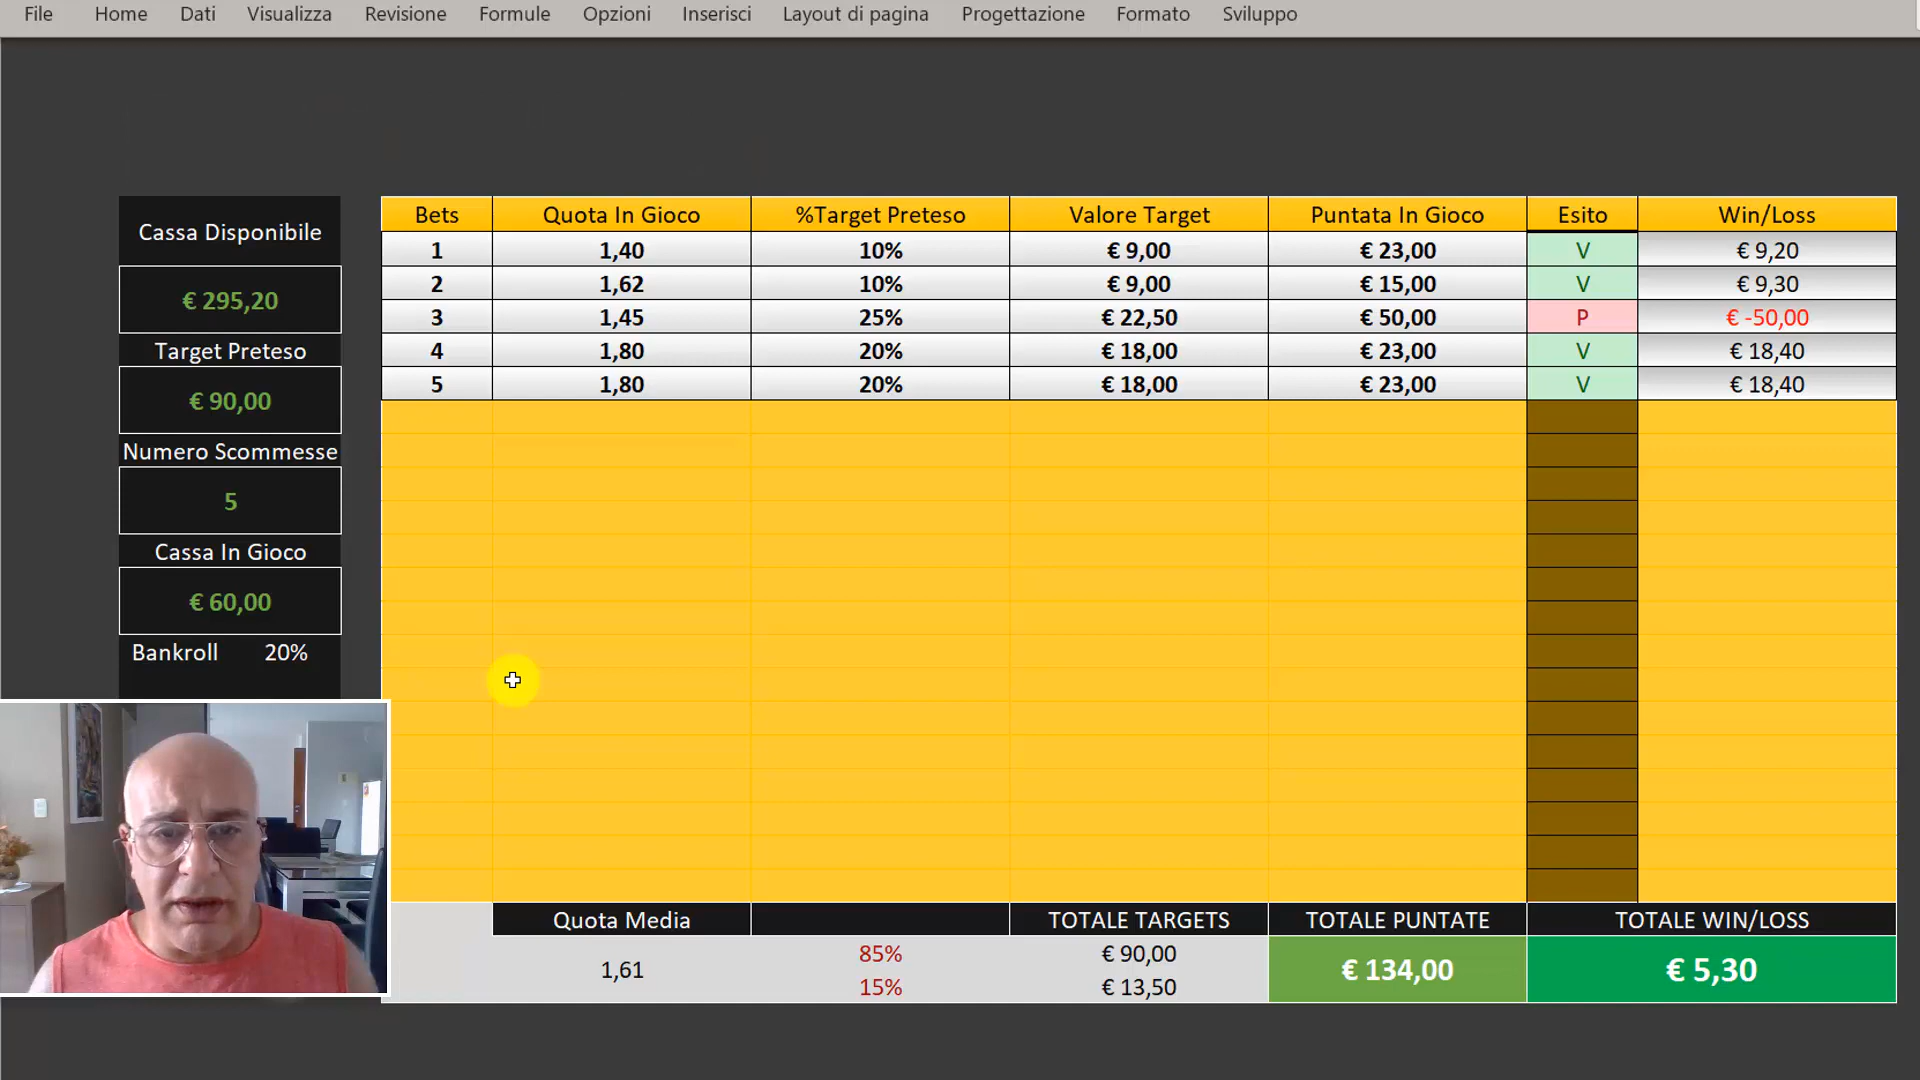 File Home Dati Visualizza Revisione Formule Opzioni Inserisci Layout di pagina Progettazione Formato Sviluppo
Cassa Disponibile
€ 295,20
Target Preteso
€ 90,00
Numero Scommesse
5
Cassa In Gioco
€ 60,00
Bankroll 20%
Bets Quota In Gioco %Target Preteso Valore Target Puntata In Gioco Esito Win/Loss
1 1,40 10% € 9,00 € 23,00 V € 9,20
2 1,62 10% € 9,00 € 15,00 V € 9,30
3 1,45 25% € 22,50 € 50,00 P € -50,00
4 1,80 20% € 18,00 € 23,00 V € 18,40
5 1,80 20% € 18,00 € 23,00 V € 18,40
Quota Media TOTALE TARGETS TOTALE PUNTATE TOTALE WIN/LOSS
1,61 € 134,00 € 5,30
85% € 90,00
15% € 13,50